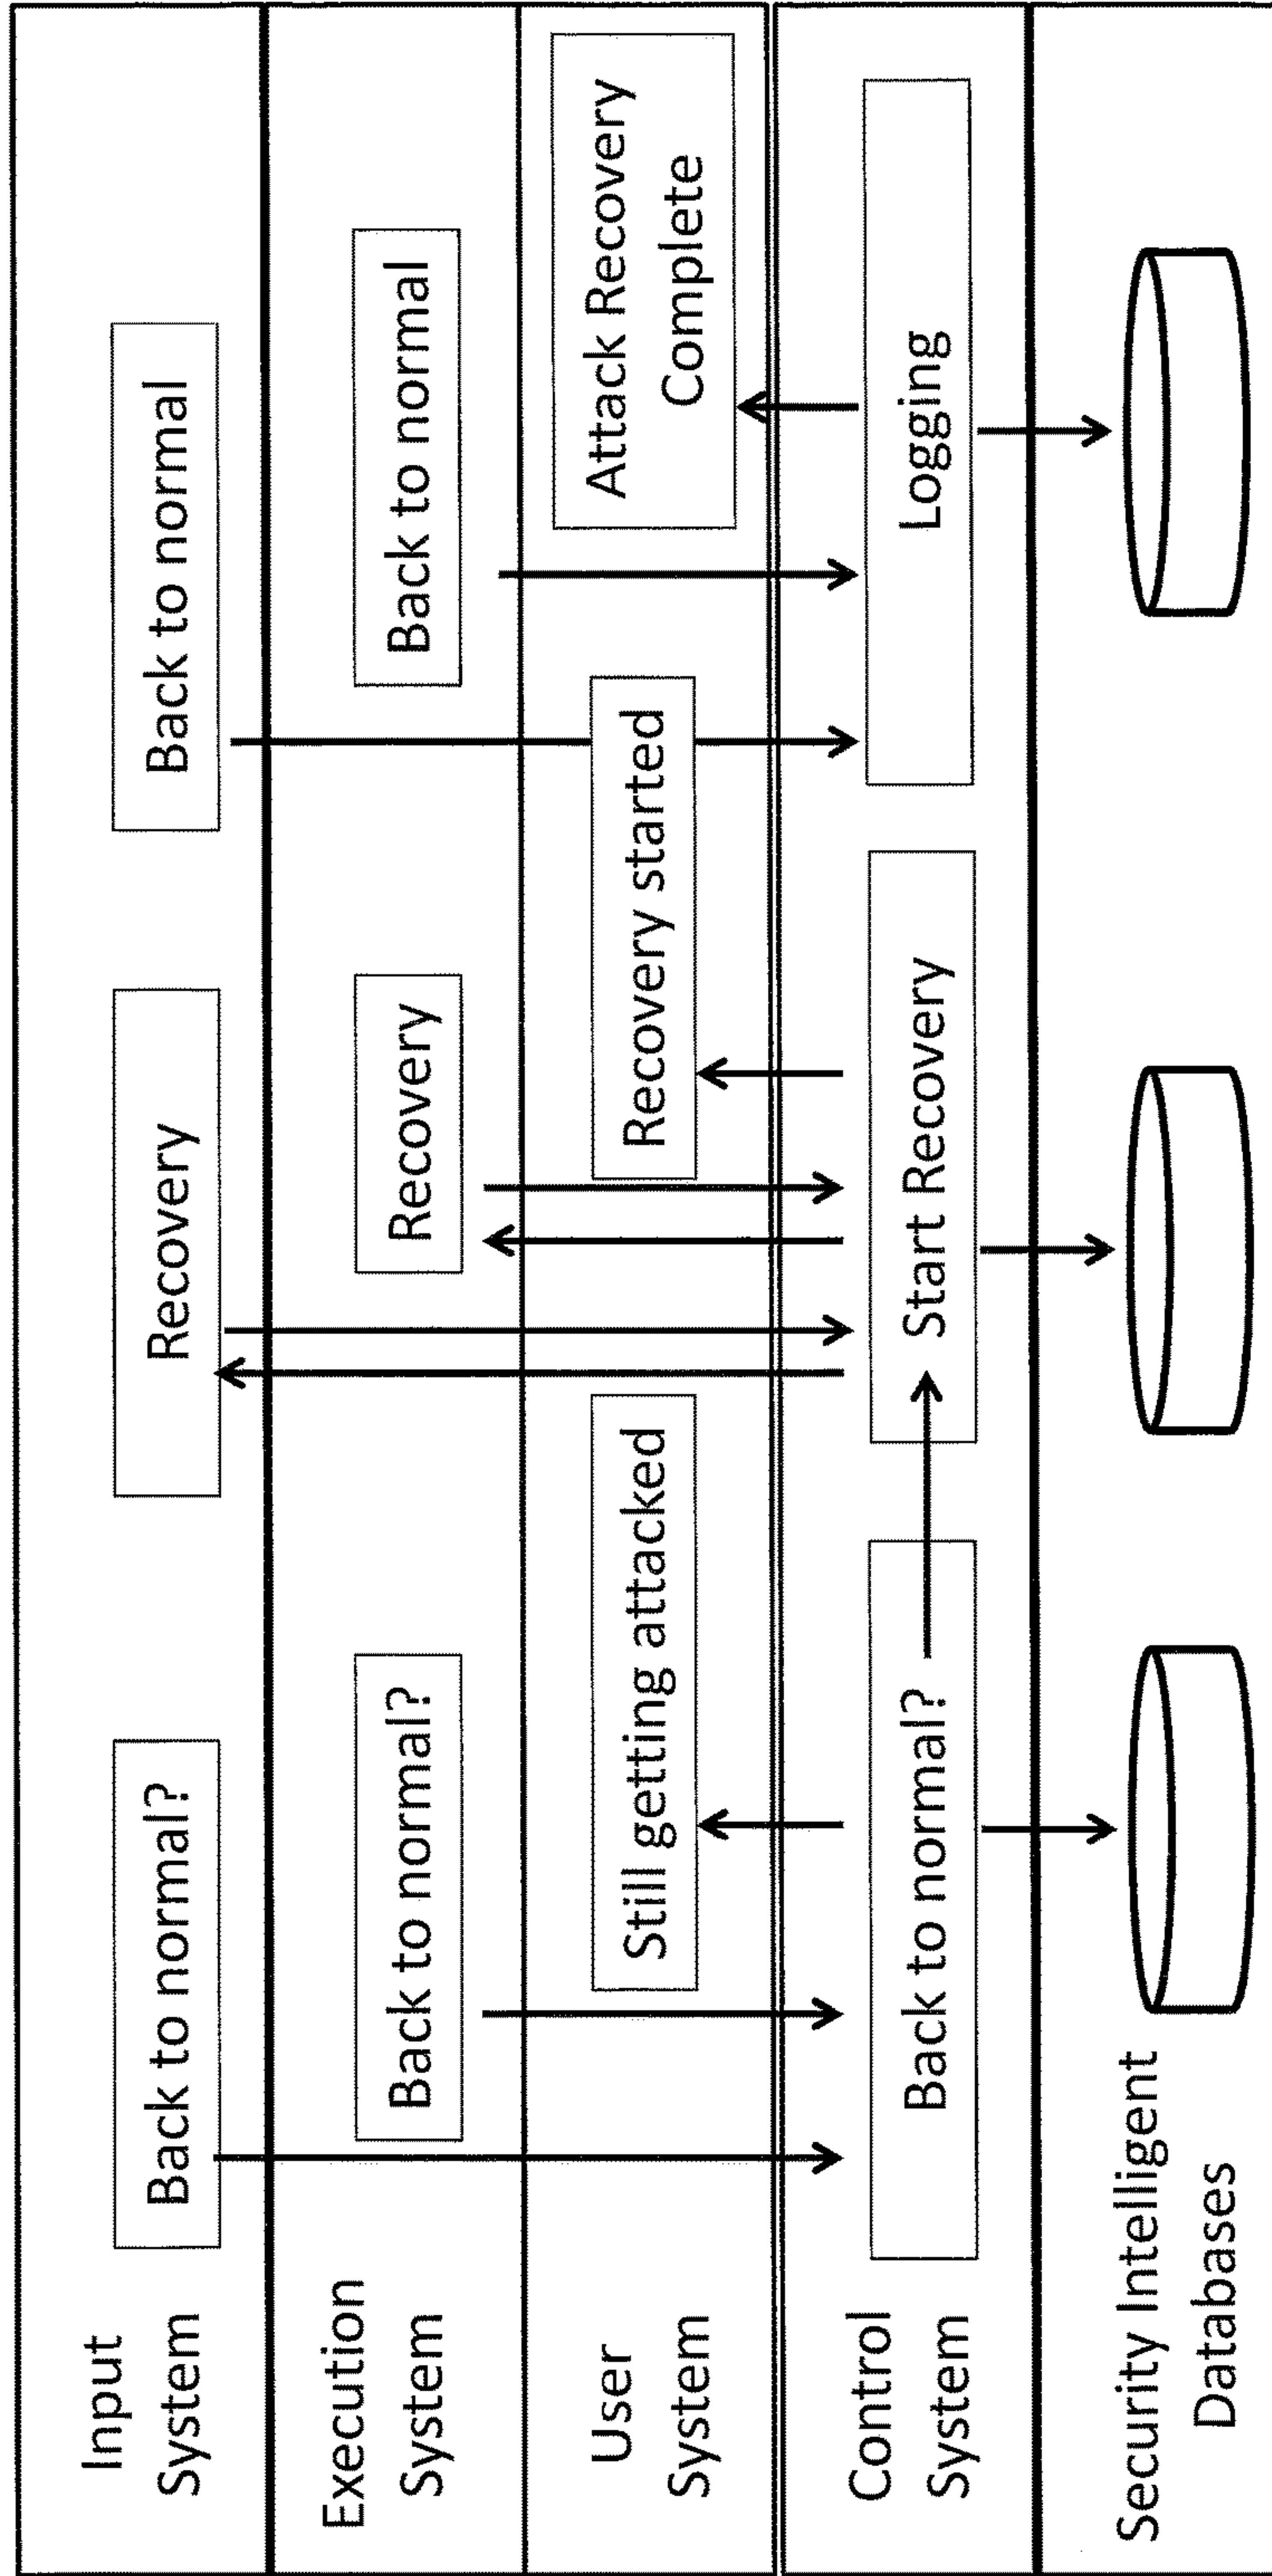 Input
System
Back to normal?
Recovery
Back to normal
Execution
System
Back to normal?
Recovery
Back to normal
User
System
Still getting attacked
Recovery started
Attack Recovery
Complete
Control
System
Back to normal?
Start Recovery
Logging
Security Intelligent
Databases